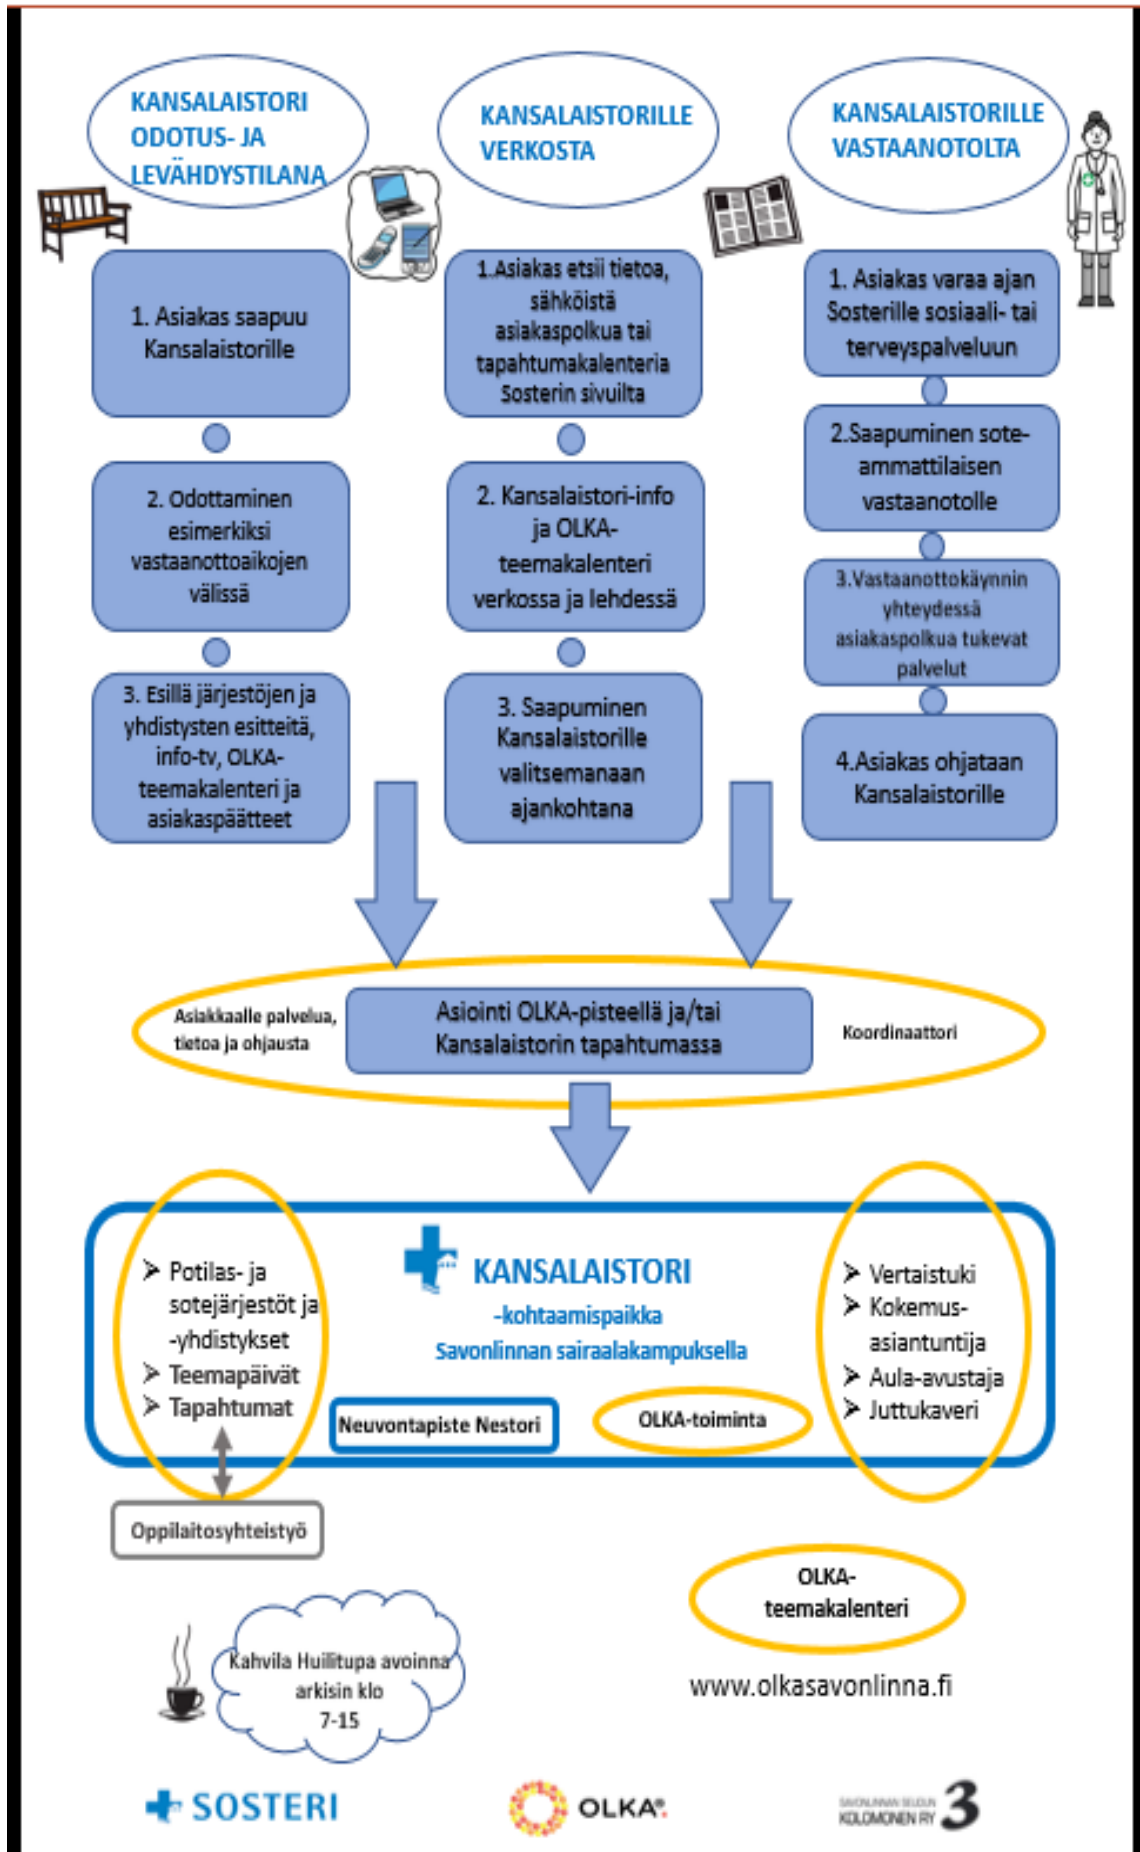 KANSALAISTORI
ODOTUS- JA
LEVÄHDYSTILANA
1. Asiakas saapuu
Kansalaistorille
2. Odottaminen
esimerkiksi
vastaanottoaikojen
välissä
3. Esillä järjestöjen ja
yhdistysten esitteitä,
info-tv, OLKA-
teemakalenteri ja
asiakaspäätteet
KANSALAISTORILLE
VERKOSTA
1.Asiakas etsii tietoa,
sähköistä
asiakaspolkua tai
tapahtumakalenteria
Sosterin sivuilta
2. Kansalaistori-info
ja OLKA-
teemakalenteri
verkossa ja lehdessä
3. Saapuminen
Kansalaistorille
valitsemanaan
ajankohtana
KANSALAISTORILLE
VASTAANOTOLTA
1. Asiakas varaa ajan
Sosterille sosiaali- tai
terveyspalveluun
2.Saapuminen sote-
ammattilaisen
vastaanotolle
3.Vastaanottokäynnin
yhteydessä
asiakaspolkua tukevat
palvelut
4.Asiakas ohjataan
Kansalaistorille
Asiakkaalle palvelua,
tietoa ja ohjausta
Asiointi OLKA-pisteellä ja/tai
Kansalaistorin tapahtumassa
Koordinaattori
➢ Potilas- ja
sotejärjestöt ja
-yhdistykset
➢ Teemapäivät
➢ Tapahtumat
KANSALAISTORI
-kohtaamispaikka
Savonlinnan sairaalakampuksella
Neuvontapiste Nestori
OLKA-toiminta
➢ Vertaistuki
➢ Kokemus-
asiantuntija
➢ Aula-avustaja
➢ Juttukaveri
Oppilaitosyhteistyö
OLKA-
teemakalenteri
www.olkasavonlinna.fi
Kahvila Huilitupa avoinna
arkisin klo
7-15
SOSTERI
OLKA®.
SAVONLINNAN SEUDUN
KOLOMONEN RY 3